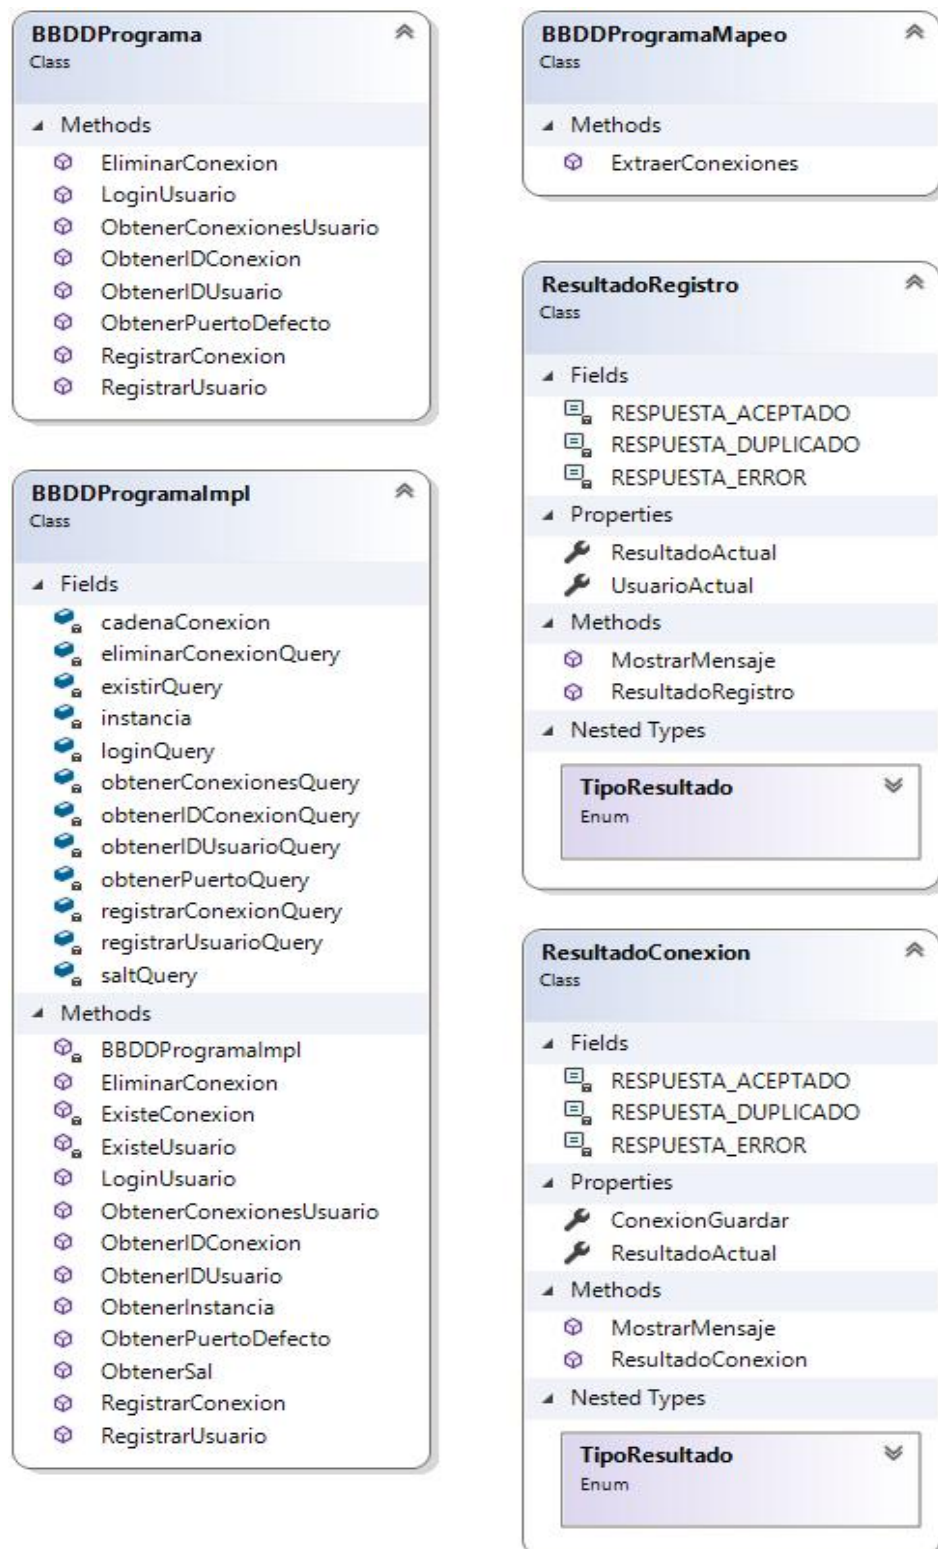 BBDDPrograma
Class
Methods
EliminarConexion
LoginUsuario
ObtenerConexionesUsuario
ObtenerIDConexion
ObtenerIDUsuario
ObtenerPuertoDefecto
RegistrarConexion
RegistrarUsuario
BBDDProgramaImpl
Class
Fields
cadenaConexion
eliminarConexionQuery
existirQuery
instancia
loginQuery
obtenerConexionesQuery
obtenerIDConexionQuery
obtenerIDUsuarioQuery
obtenerPuertoQuery
registrarConexionQuery
registrarUsuarioQuery
saltQuery
Methods
BBDDProgramaImpl
EliminarConexion
ExisteConexion
ExisteUsuario
LoginUsuario
ObtenerConexionesUsuario
ObtenerIDConexion
ObtenerIDUsuario
ObtenerInstancia
ObtenerPuertoDefecto
ObtenerSal
RegistrarConexion
RegistrarUsuario
BBDDProgramaMapeo
Class
Methods
ExtraerConexiones
ResultadoRegistro
Class
Fields
RESPUESTA_ACEPTADO
RESPUESTA_DUPLICADO
RESPUESTA_ERROR
Properties
ResultadoActual
UsuarioActual
Methods
MostrarMensaje
ResultadoRegistro
Nested Types
TipoResultado
Enum
ResultadoConexion
Class
Fields
RESPUESTA_ACEPTADO
RESPUESTA_DUPLICADO
RESPUESTA_ERROR
Properties
ConexionGuardar
ResultadoActual
Methods
MostrarMensaje
ResultadoConexion
Nested Types
TipoResultado
Enum